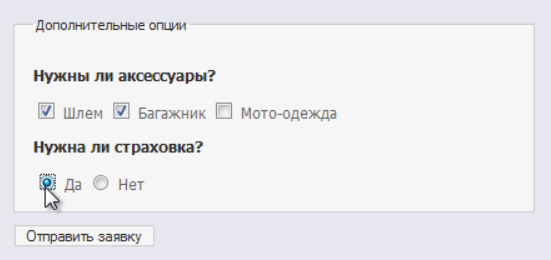 Дополнительные опции
Нужны ли аксессуары?
Шлем Багажник Мото-одежда
Нужна ли страховка?
Да Нет
Отправить заявку